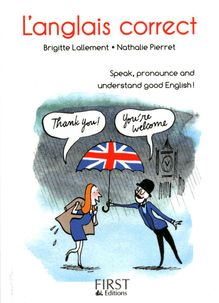 L'anglais correct
Brigitte Lallement • Nathalie Pierret
Speak, pronounce and
understand good English!
Thank you!
You're
welcome
FIRST
Editions